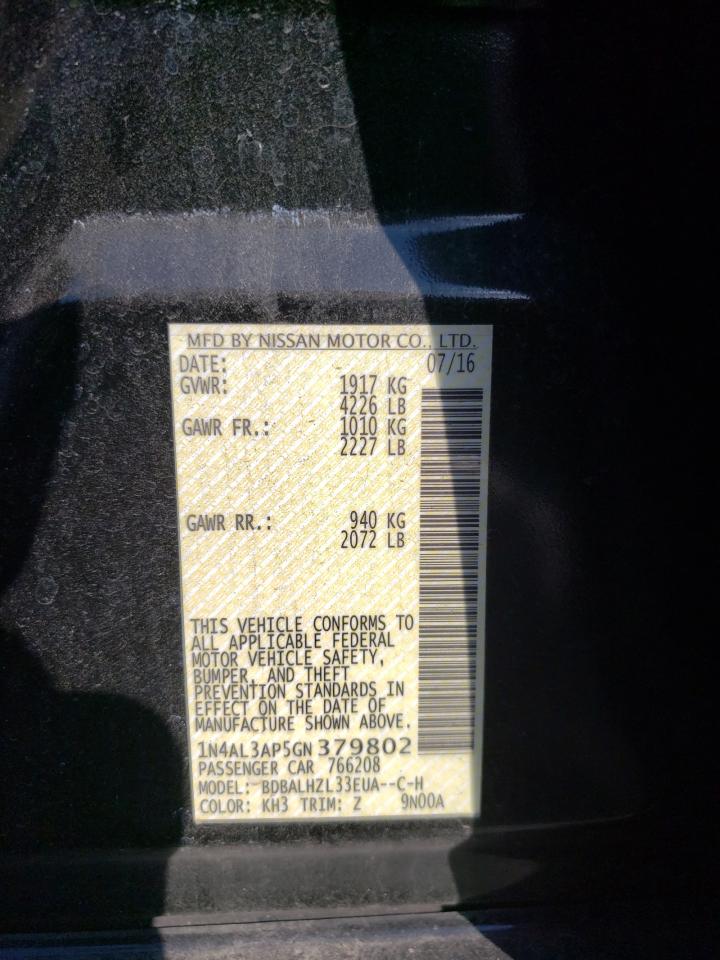 MFD BY NISSAN MOTOR CO., LTD.
DATE: 07/16
GVWR: 1917 KG
4226 LB
GAWR FR.: 1010 KG
2227 LB
GAWR RR.: 940 KG
2072 LB
THIS VEHICLE CONFORMS TO
ALL APPLICABLE FEDERAL
MOTOR VEHICLE SAFETY,
BUMPER, AND THEFT
PREVENTION STANDARDS IN
EFFECT ON THE DATE OF
MANUFACTURE SHOWN ABOVE.
1N4AL3AP5GN379802
PASSENGER CAR 766208
MODEL: BDBALHZL33EUA--C-H
COLOR: KH3 TRIM: Z 9N00A